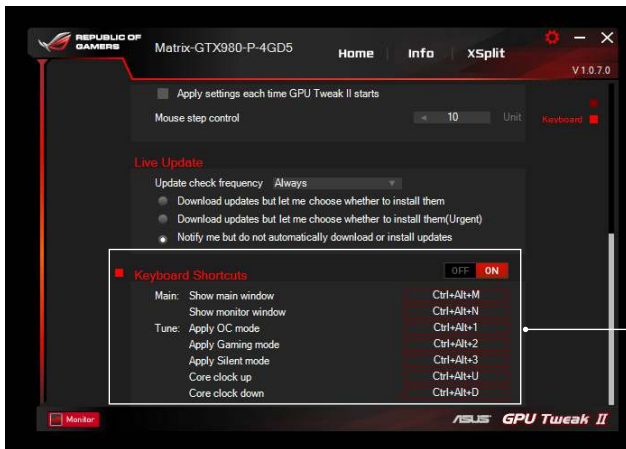 REPUBLIC OF
GAMERS
Matrix-GTX980-P-4GD5
Home Info XSplit
V 1.0.7.0
Apply settings each time GPU Tweak II starts
Mouse step control 10 Unit
Keyboard
Live Update
Update check frequency Always
Download updates but let me choose whether to install them
Download updates but let me choose whether to install them(Urgent)
Notify me but do not automatically download or install updates
Keyboard Shortcuts OFF ON
Main: Show main window Ctrl+Alt+M
Show monitor window Ctrl+Alt+N
Tune: Apply OC mode Ctrl+Alt+1
Apply Gaming mode Ctrl+Alt+2
Apply Silent mode Ctrl+Alt+3
Core clock up Ctrl+Alt+U
Core clock down Ctrl+Alt+D
Monitor
ASUS GPU Tweak II